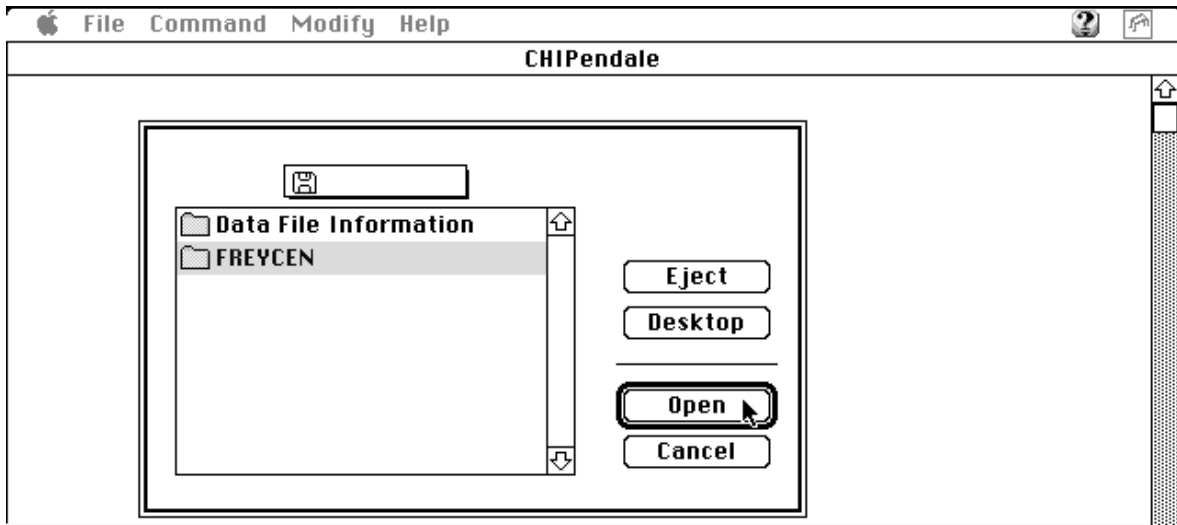 File Command Modify Help
CHIPendale
Data File Information
FREYCEN
Eject
Desktop
Open
Cancel